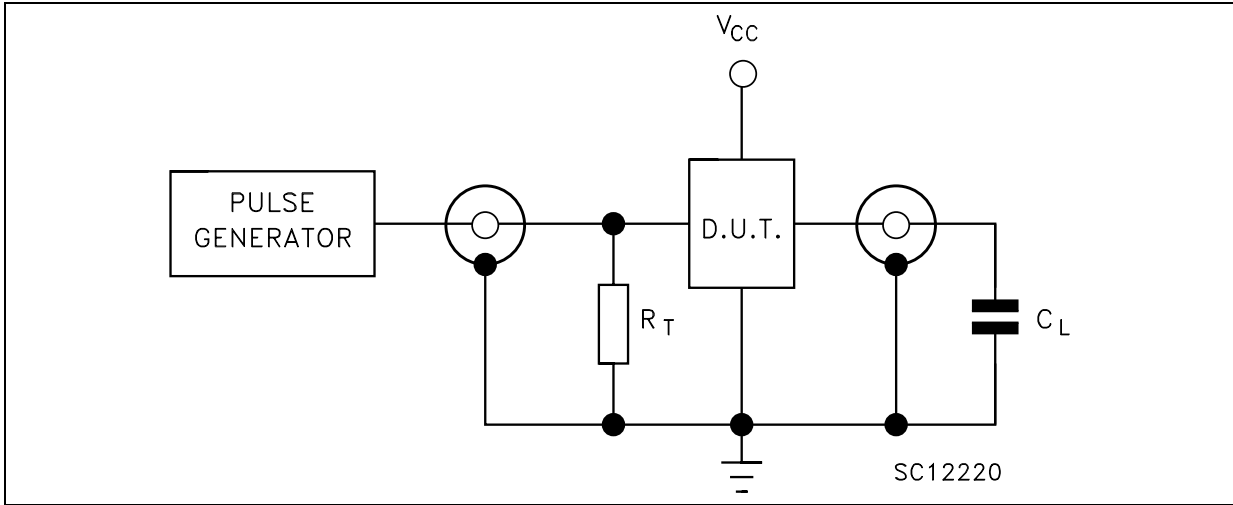 VCC
PULSE
GENERATOR
D.U.T.
RT
CL
SC12220